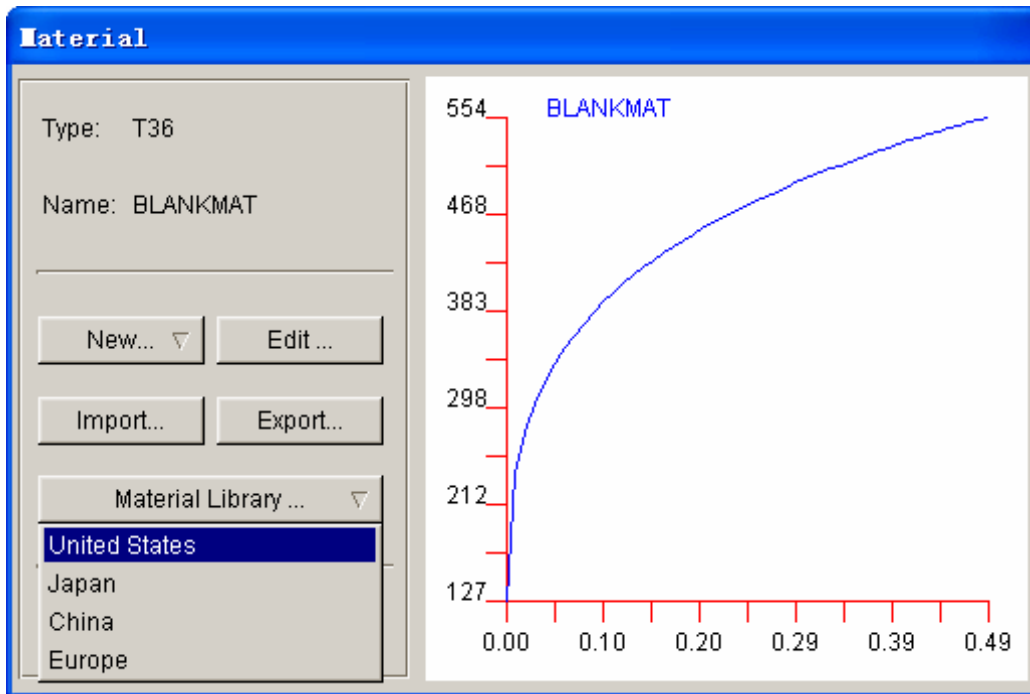 Material
Type: T36
Name: BLANKMAT
New...
Edit ...
Import...
Export...
Material Library ...
United States
Japan
China
Europe
BLANKMAT
554
468
383
298
212
127
0.00 0.10 0.20 0.29 0.39 0.49